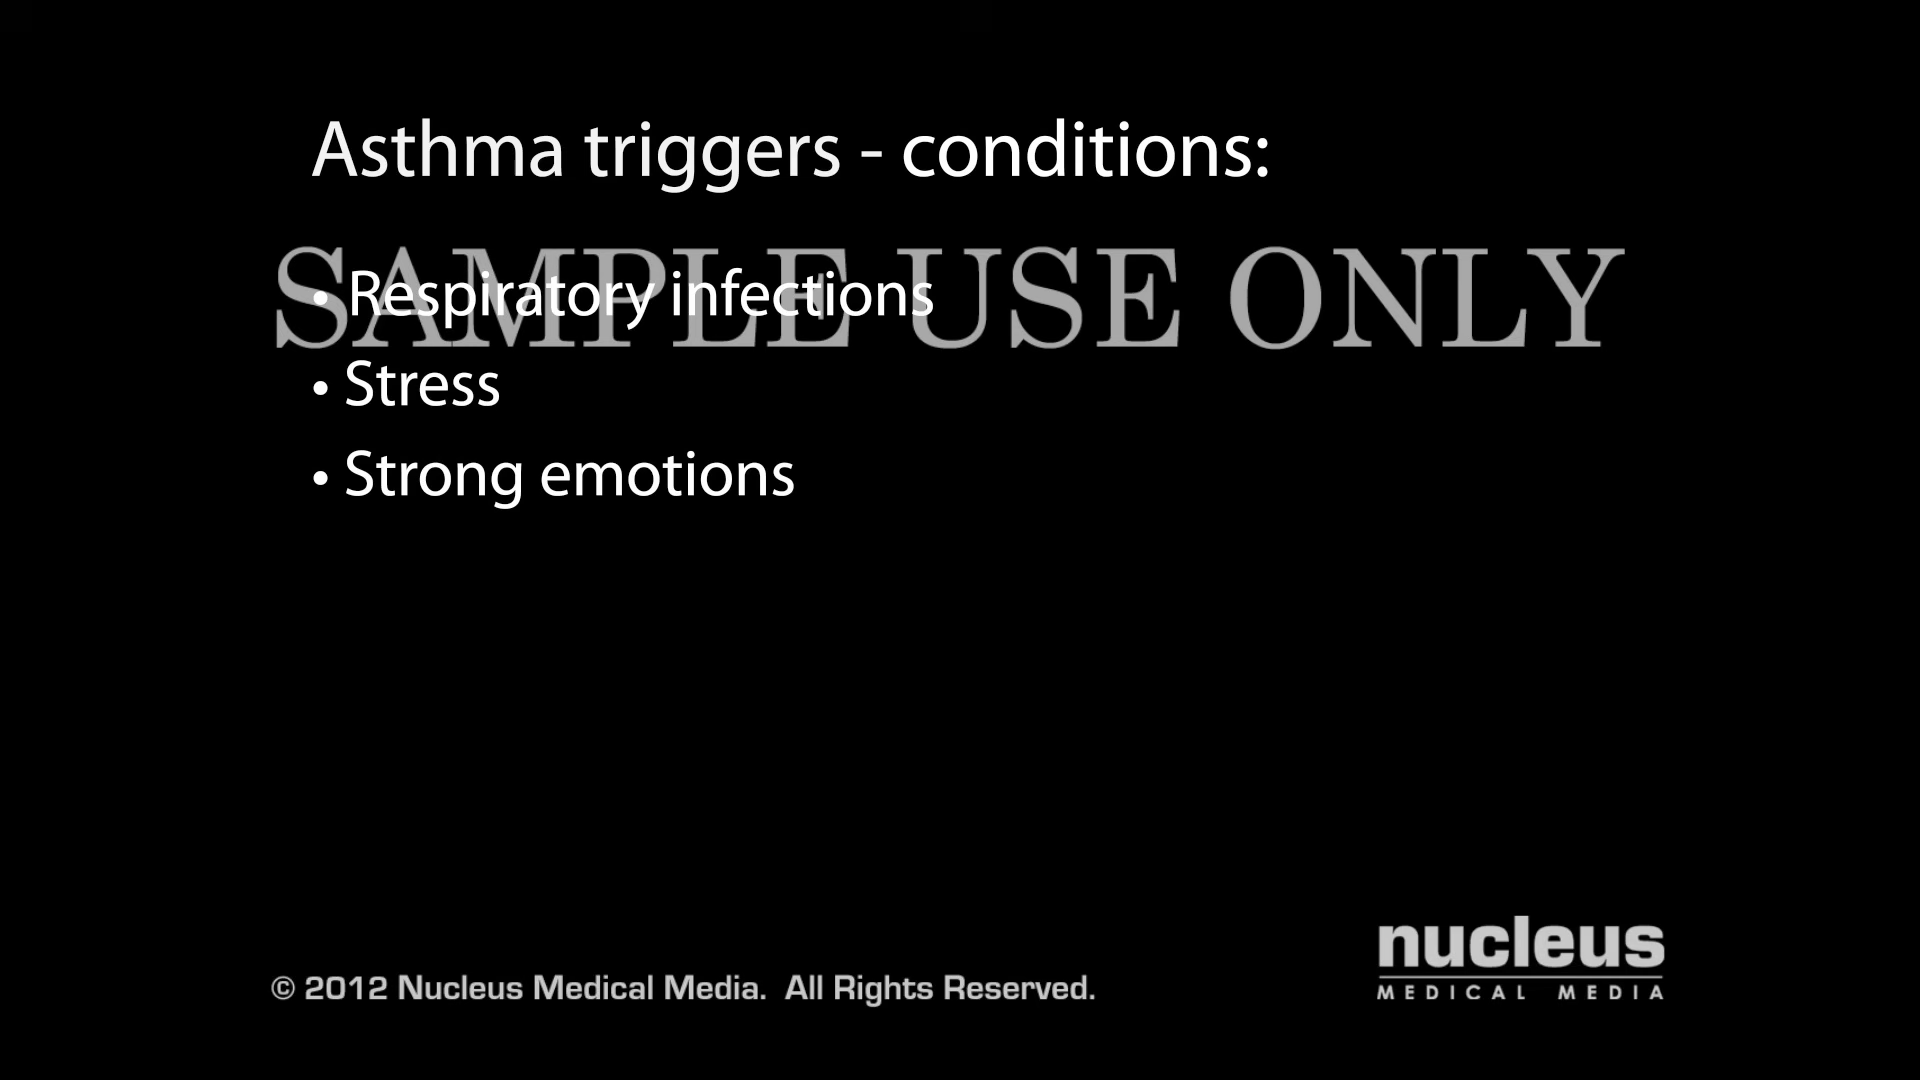 Asthma triggers - conditions:
SAMPLE USE ONLY
• Respiratory infections
• Stress
• Strong emotions
© 2012 Nucleus Medical Media.  All Rights Reserved.
nucleus
MEDICAL MEDIA